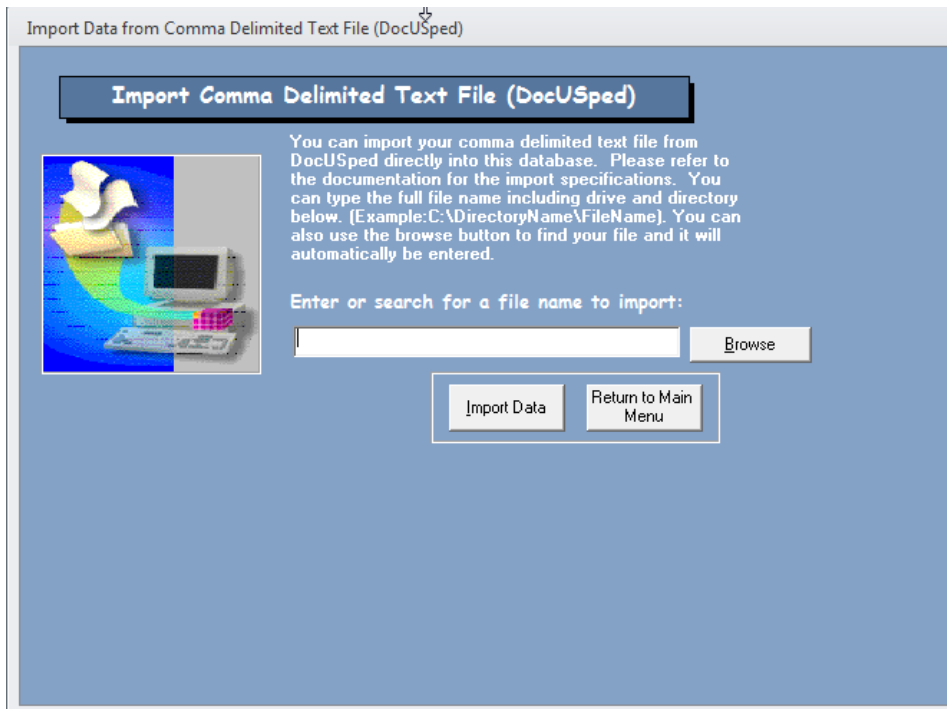 Import Data from Comma Delimited Text File (DocUSped)
Import Comma Delimited Text File (DocUSped)
You can import your comma delimited text file from
DocUSped directly into this database.  Please refer to
the documentation for the import specifications.  You
can type the full file name including drive and directory
below. (Example:C:\DirectoryName\FileName). You can
also use the browse button to find your file and it will
automatically be entered.
Enter or search for a file name to import:
Browse
Import Data
Return to Main
Menu